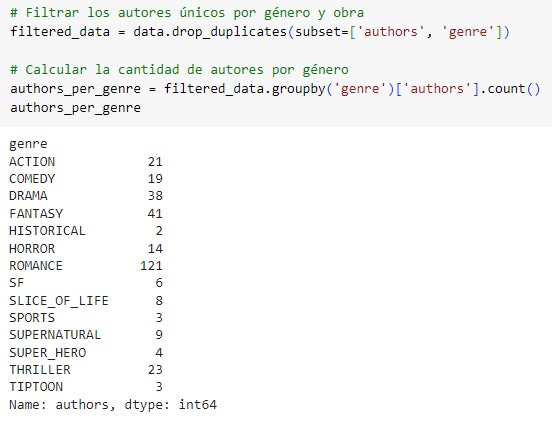 # Filtrar los autores únicos por género y obra
filtered_data = data.drop_duplicates(subset=['authors', 'genre'])
# Calcular la cantidad de autores por género
authors_per_genre = filtered_data.groupby('genre')['authors'].count()
authors_per_genre
genre
ACTION 21
COMEDY 19
DRAMA 38
FANTASY 41
HISTORICAL 2
HORROR 14
ROMANCE 121
SF 6
SLICE_OF_LIFE 8
SPORTS 3
SUPERNATURAL 9
SUPER_HERO 4
THRILLER 23
TIPTOON 3
Name: authors, dtype: int64